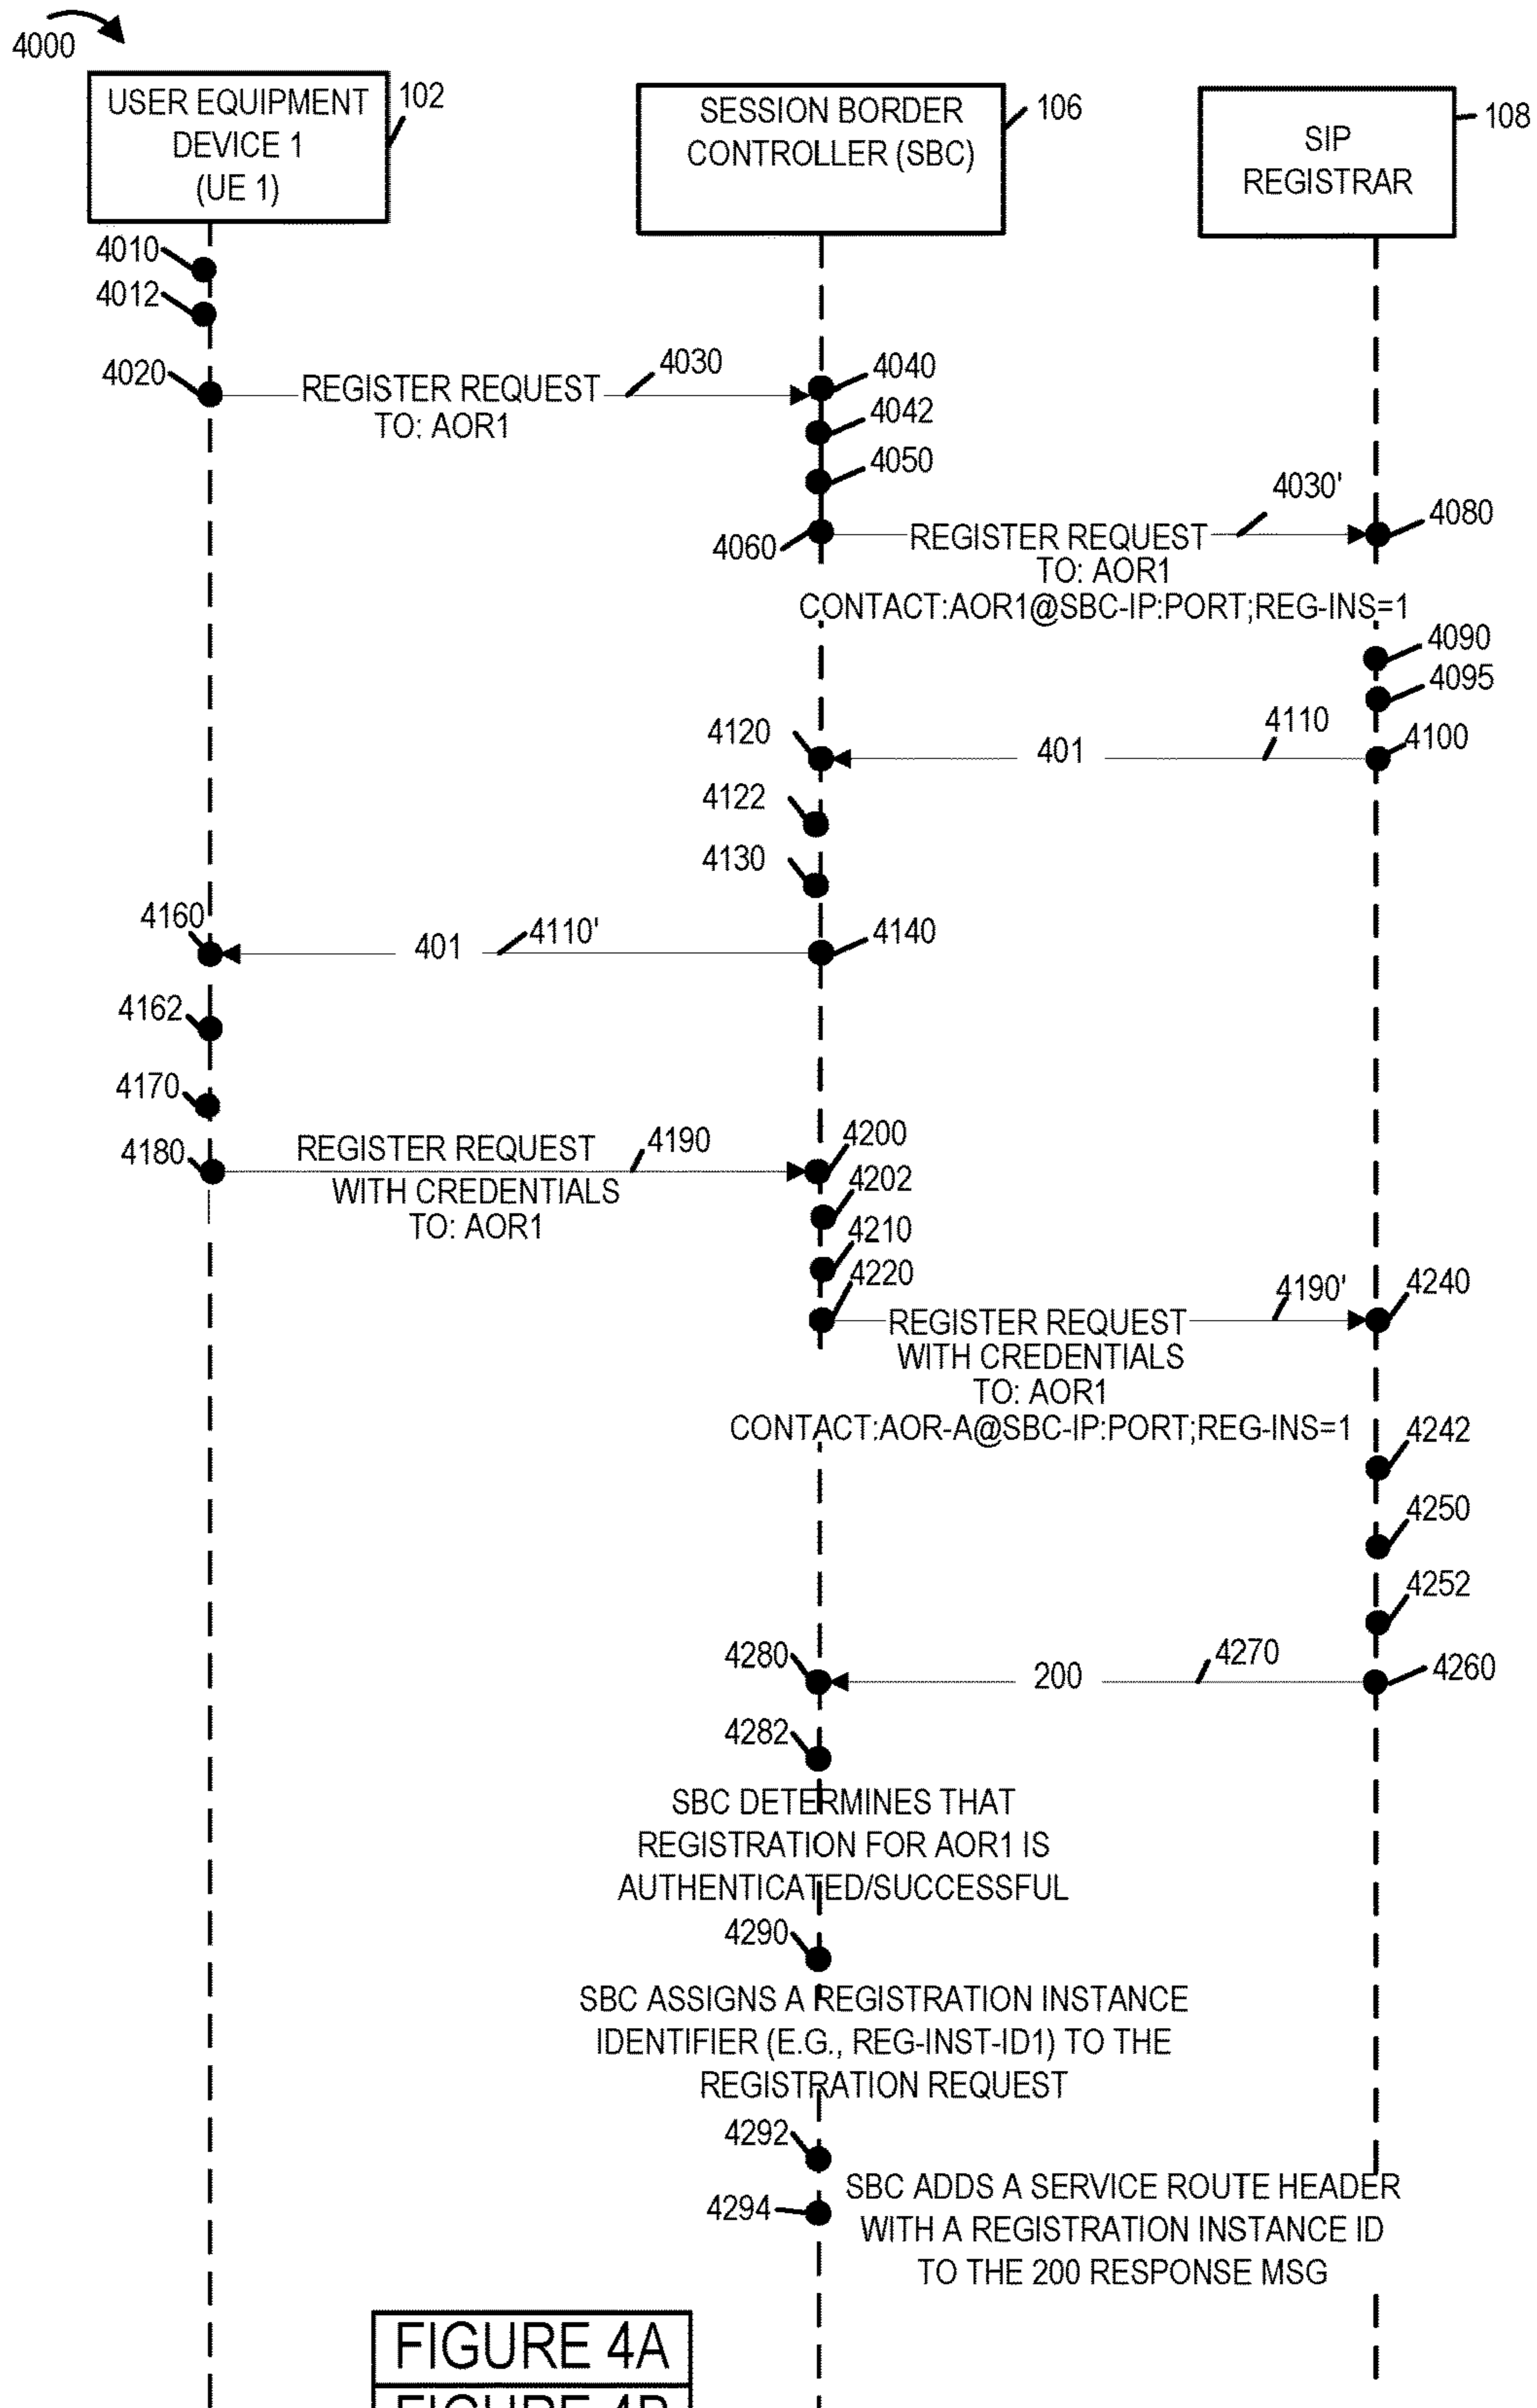 4000
USER EQUIPMENT
DEVICE 1
(UE 1)
102
SESSION BORDER
CONTROLLER (SBC)
106
SIP
REGISTRAR
108
4010
4012
4020
REGISTER REQUEST
TO: AOR1
4030
4040
4042
4050
4060
REGISTER REQUEST
TO: AOR1
CONTACT:AOR1@SBC-IP:PORT;REG-INS=1
4030'
4080
4090
4095
4100
4110
401
4120
4122
4130
4140
4110'
401
4160
4162
4170
4180
REGISTER REQUEST
WITH CREDENTIALS
TO: AOR1
4190
4200
4202
4210
4220
REGISTER REQUEST
WITH CREDENTIALS
TO: AOR1
CONTACT:AOR-A@SBC-IP:PORT;REG-INS=1
4190'
4240
4242
4250
4252
4260
4270
200
4280
4282
SBC DETERMINES THAT
REGISTRATION FOR AOR1 IS
AUTHENTICATED/SUCCESSFUL
4290
SBC ASSIGNS A REGISTRATION INSTANCE
IDENTIFIER (E.G., REG-INST-ID1) TO THE
REGISTRATION REQUEST
4292
4294
SBC ADDS A SERVICE ROUTE HEADER
WITH A REGISTRATION INSTANCE ID
TO THE 200 RESPONSE MSG
FIGURE 4A
FIGURE 4B